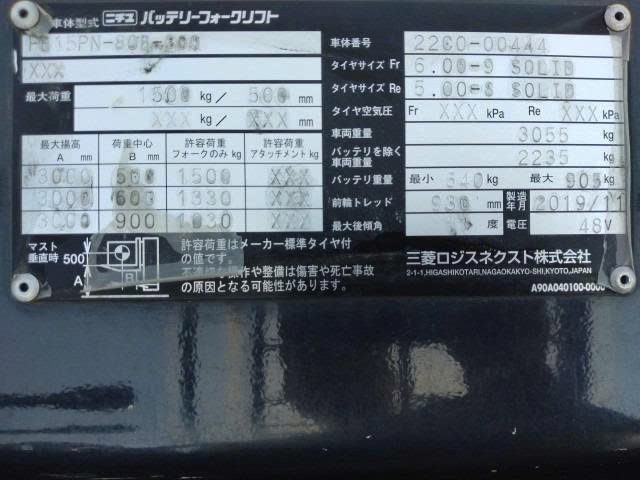 車体型式 ニチユ バッテリーフォークリフト
FB15PN-80B-300
XXX
最大荷重 1500 kg / 500 mm
XXX kg / XXX mm
最大揚高 A mm 荷重中心 B mm 許容荷重 フォークのみ kg 許容荷重 アタッチメント kg
3000 500 1500 XXX
3000 600 1330 XXX
3000 900 1030 XXX
マスト垂直時 500 A B
許容荷重はメーカー標準タイヤ付
の値です。
不適切な操作や整備は傷害や死亡事故
の原因となる可能性があります。
車体番号 22C0-00444
タイヤサイズ Fr 6.00-9 SOLID
タイヤサイズ Re 5.00-8 SOLID
タイヤ空気圧 Fr XXX kPa Re XXX kPa
車両重量 3055 kg
バッテリを除く車両重量 2235 kg
バッテリ重量 最小 540 kg 最大 905 kg
前輪トレッド mm 製造年月 2019/11
最後傾角 度 電圧 48 V
三菱ロジスネクスト株式会社
2-1-1,HIGASHIKOTARI,NAGAOKAKYO-SHI,KYOTO,JAPAN
A90A040100-0000